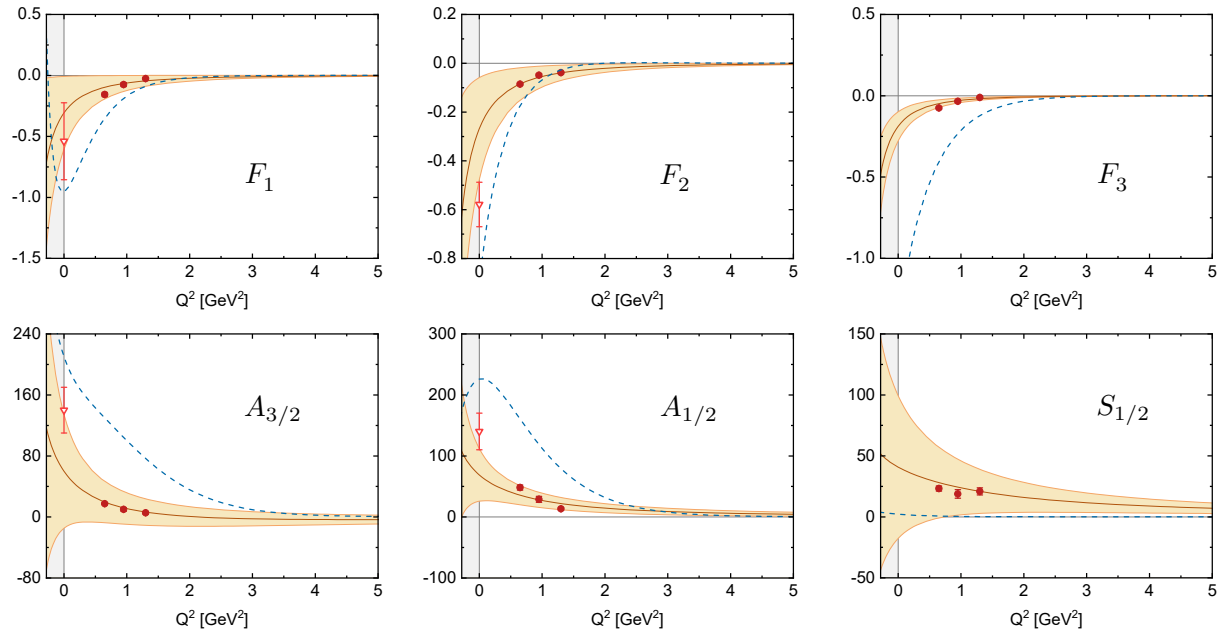 0.5
0.0
-0.5
-1.0
-1.5
F₁
0 1 2 3 4 5
Q² [GeV²]
0.2
0.0
-0.2
-0.4
-0.6
-0.8
F₂
0 1 2 3 4 5
Q² [GeV²]
0.5
0.0
-0.5
-1.0
F₃
0 1 2 3 4 5
Q² [GeV²]
240
160
80
0
-80
A₃/₂
0 1 2 3 4 5
Q² [GeV²]
300
200
100
0
-100
A₁/₂
0 1 2 3 4 5
Q² [GeV²]
150
100
50
0
-50
S₁/₂
0 1 2 3 4 5
Q² [GeV²]